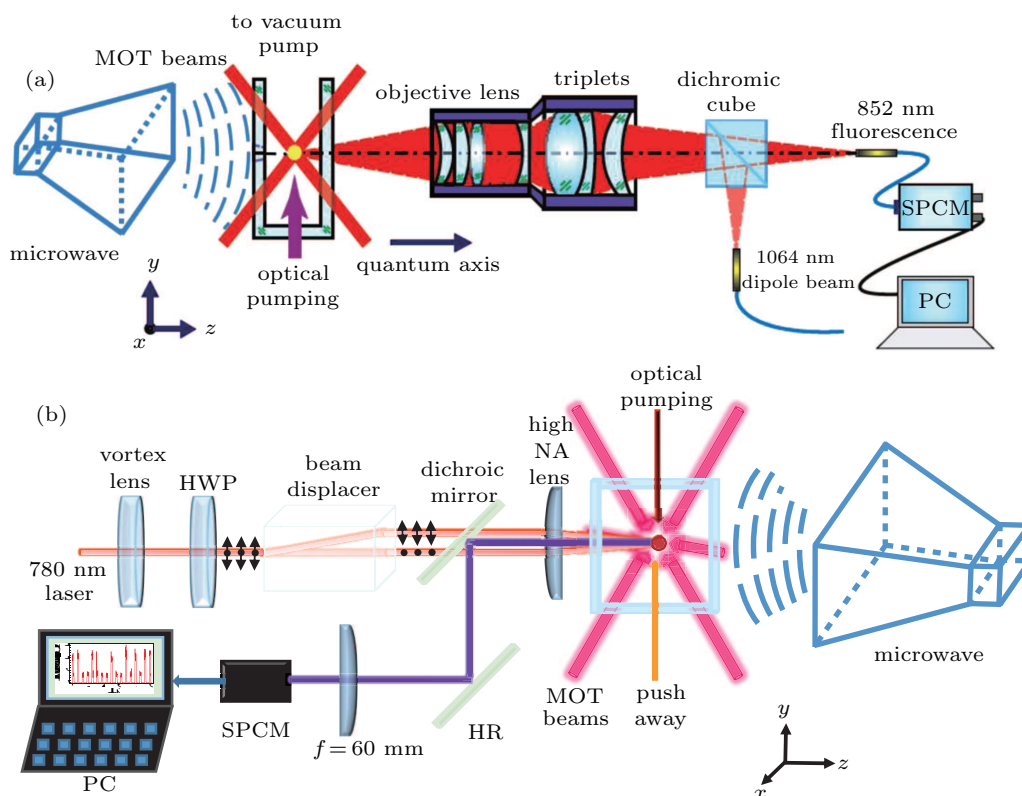 (a)
MOT beams
to vacuum
pump
objective lens
triplets
dichromic
cube
852 nm
fluorescence
SPCM
microwave
optical
pumping
quantum axis
1064 nm
dipole beam
PC
y
x
z
(b)
vortex
lens
HWP
beam
displacer
dichroic
mirror
high
NA
lens
optical
pumping
780 nm
laser
SPCM
f=60 mm
HR
MOT
beams
push
away
microwave
PC
y
z
x